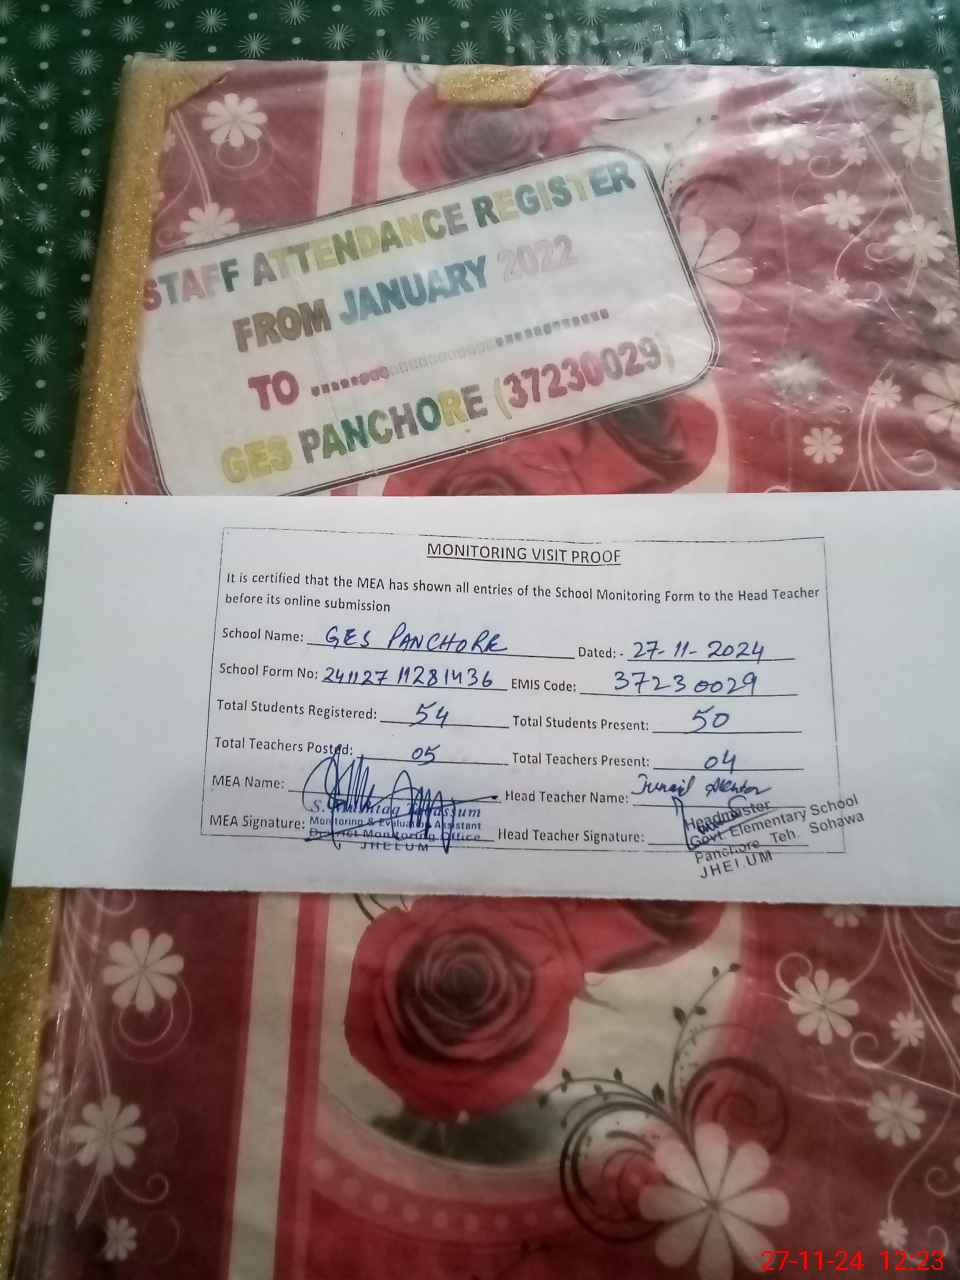 STAFF ATTENDANCE REGISTER
FROM JANUARY 2022
TO ..............................
GES PANCHORE (37230029)
MONITORING VISIT PROOF
It is certified that the MEA has shown all entries of the School Monitoring Form to the Head Teacher
before its online submission
School Name: GES PANCHORE Dated: - 27-11-2024
School Form No: 241127 11281436 EMIS Code: 37230029
Total Students Registered: 54 Total Students Present: 50
Total Teachers Posted: 05 Total Teachers Present: 04
MEA Name: Head Teacher Name: Junaid Akhtar
MEA Signature: Head Teacher Signature:
Monitoring & Evaluation Assistant
District Monitoring Office
JHELUM
Headmaster
Govt. Elementary School
Panchore Teh. Sohawa
JHELUM
27-11-24 12:23